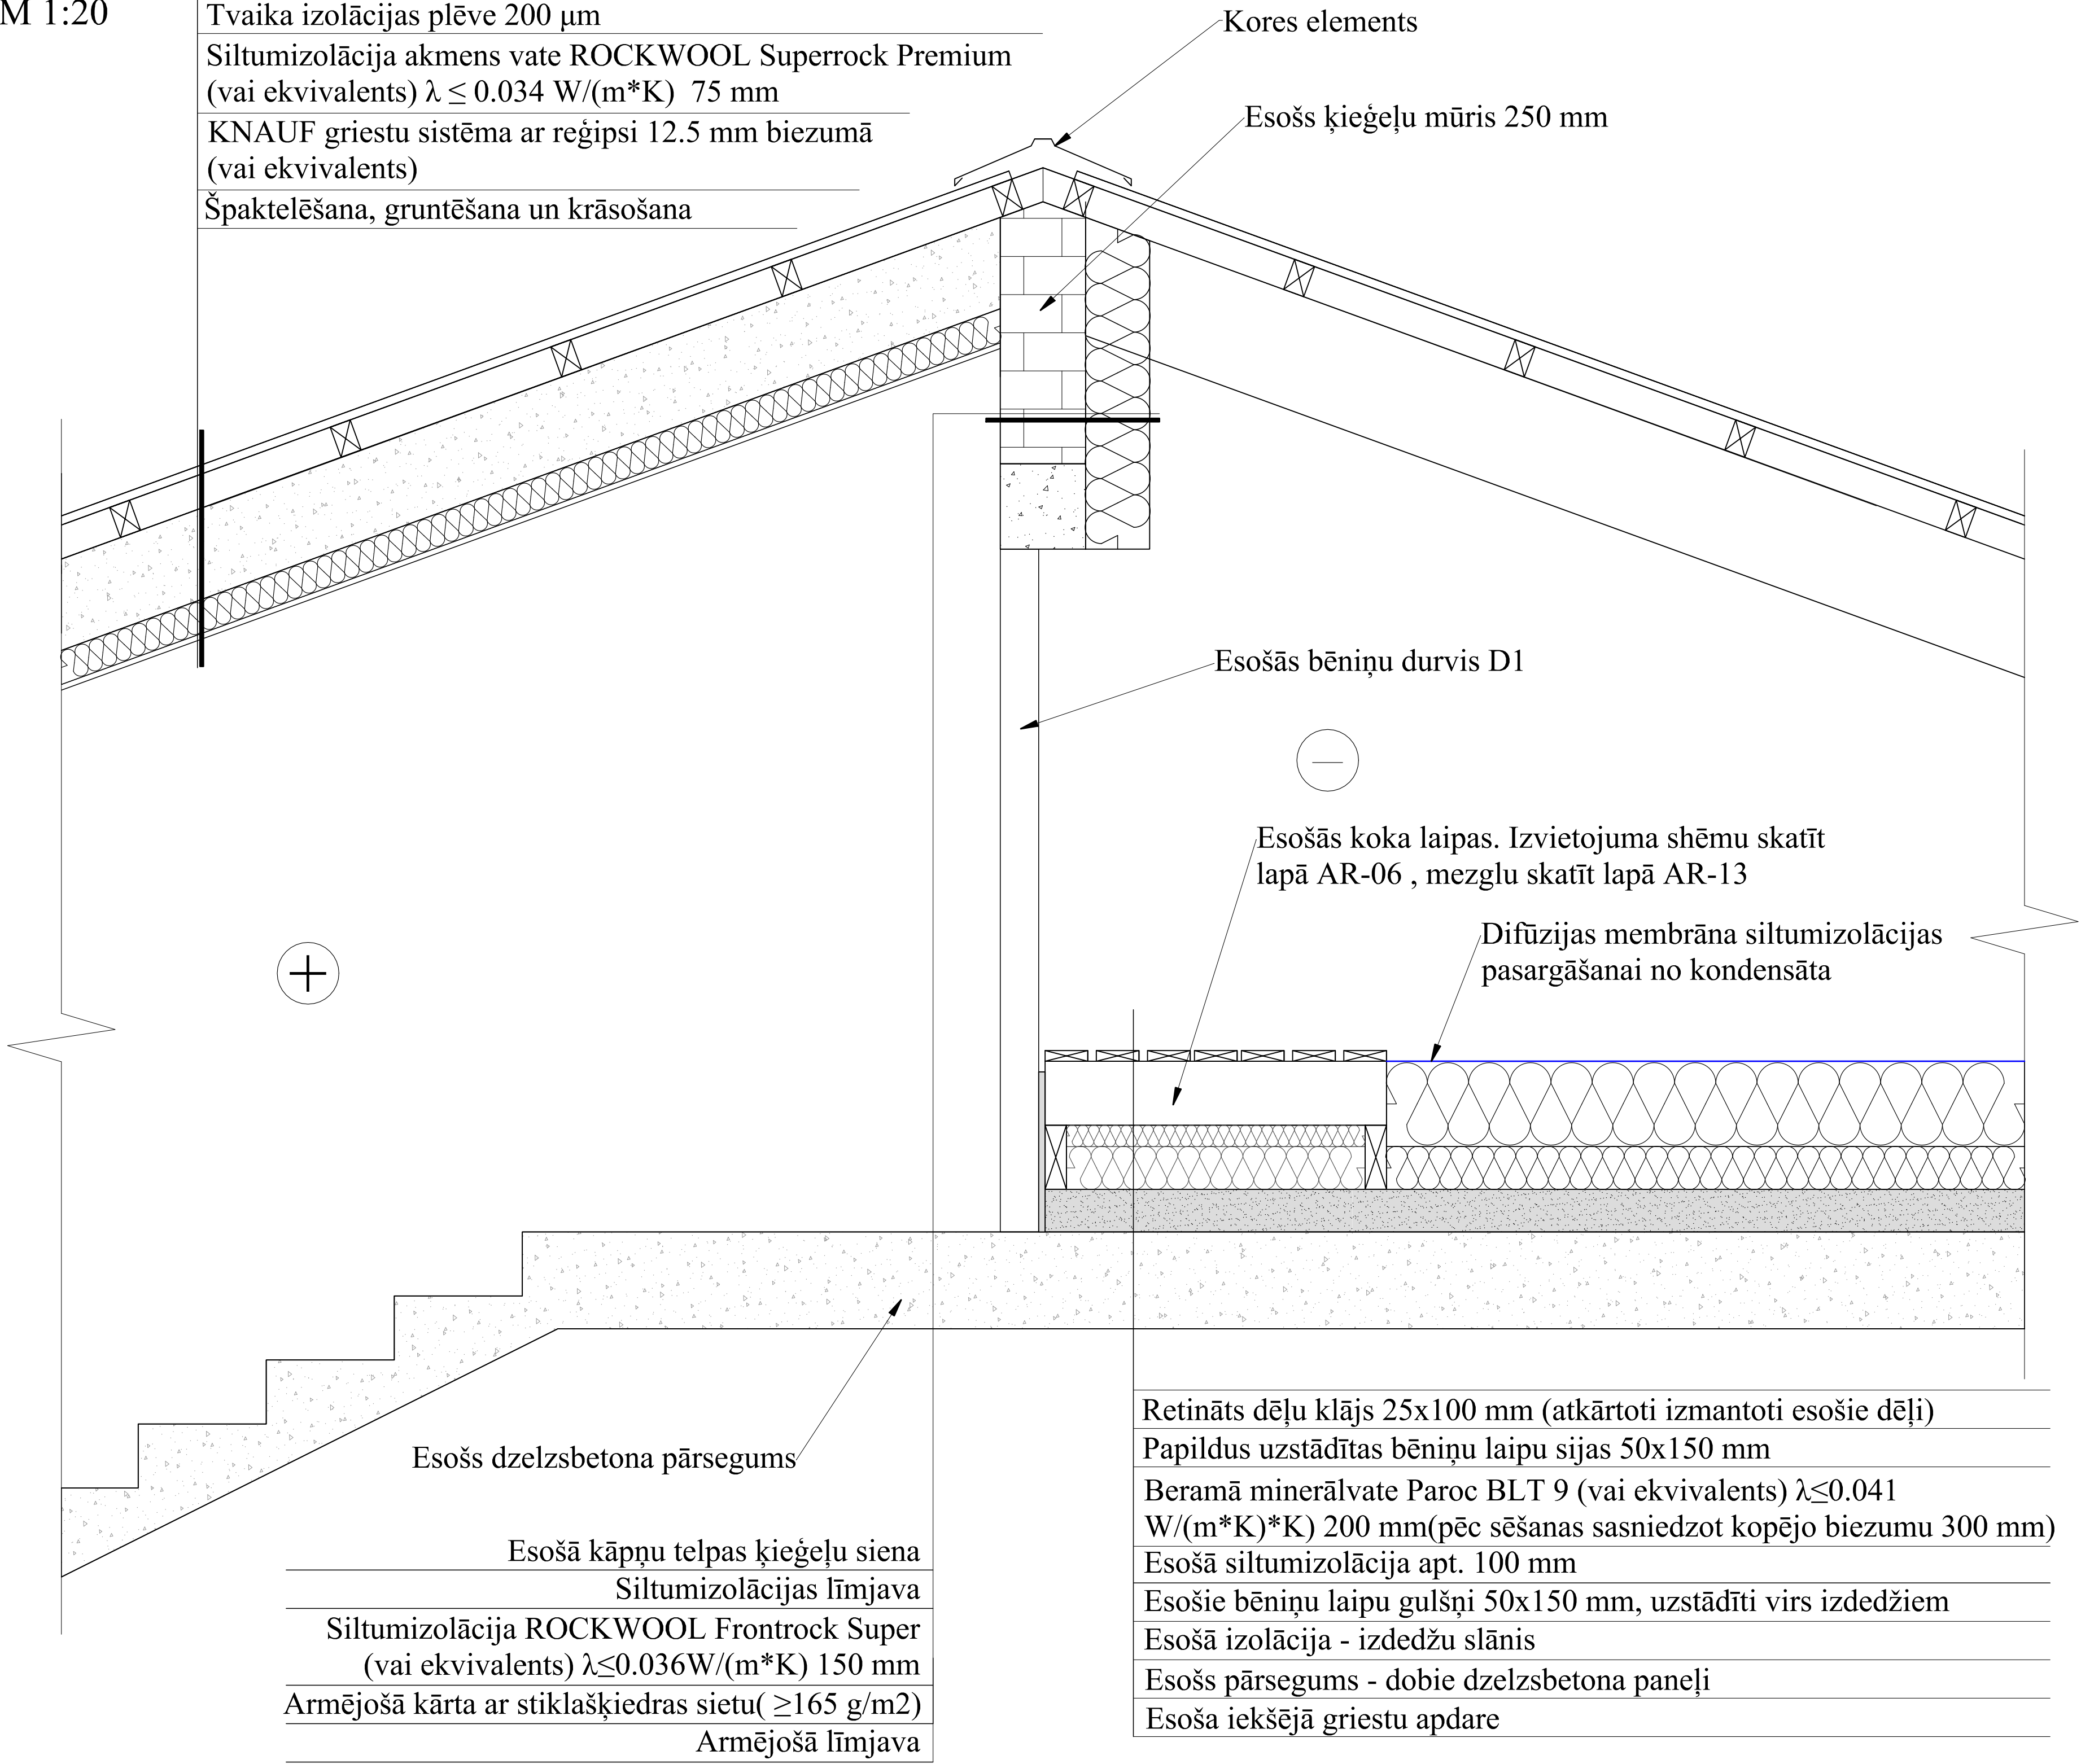 M 1:20
Tvaika izolācijas plēve 200 μm
Siltumizolācija akmens vate ROCKWOOL Superrock Premium
(vai ekvivalents) λ ≤ 0.034 W/(m*K) 75 mm
KNAUF griestu sistēma ar reģipsi 12.5 mm biezumā
(vai ekvivalents)
Špaktelēšana, gruntēšana un krāsošana
Kores elements
Esošs ķieģeļu mūris 250 mm
Esošās bēniņu durvis D1
Esošās koka laipas. Izvietojuma shēmu skatīt
lapā AR-06 , mezglu skatīt lapā AR-13
Difūzijas membrāna siltumizolācijas
pasargāšanai no kondensāta
Esošs dzelzsbetona pārsegums
Esošā kāpņu telpas ķieģeļu siena
Siltumizolācijas līmjava
Siltumizolācija ROCKWOOL Frontrock Super
(vai ekvivalents) λ≤0.036W/(m*K) 150 mm
Armējošā kārta ar stiklašķiedras sietu( ≥165 g/m2)
Armējošā līmjava
Retināts dēļu klājs 25x100 mm (atkārtoti izmantoti esošie dēļi)
Papildus uzstādītas bēniņu laipu sijas 50x150 mm
Beramā minerālvate Paroc BLT 9 (vai ekvivalents) λ≤0.041
W/(m*K)*K) 200 mm(pēc sēšanas sasniedzot kopējo biezumu 300 mm)
Esošā siltumizolācija apt. 100 mm
Esošie bēniņu laipu gulšņi 50x150 mm, uzstādīti virs izdedžiem
Esošā izolācija - izdedžu slānis
Esošs pārsegums - dobie dzelzsbetona paneļi
Esoša iekšējā griestu apdare